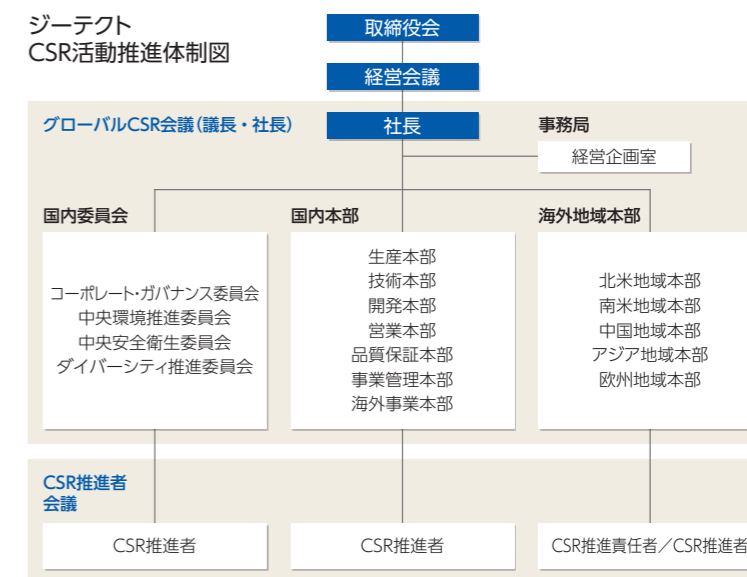 ジーテクト
CSR活動推進体制図
取締役会
経営会議
グローバルCSR会議（議長・社長）
社長
事務局
経営企画室
国内委員会
コーポレート・ガバナンス委員会
中央環境推進委員会
中央安全衛生委員会
ダイバーシティ推進委員会
国内本部
生産本部
技術本部
開発本部
営業本部
品質保証本部
事業管理本部
海外事業本部
海外地域本部
北米地域本部
南米地域本部
中国地域本部
アジア地域本部
欧州地域本部
CSR推進者
会議
CSR推進者
CSR推進者
CSR推進責任者／CSR推進者